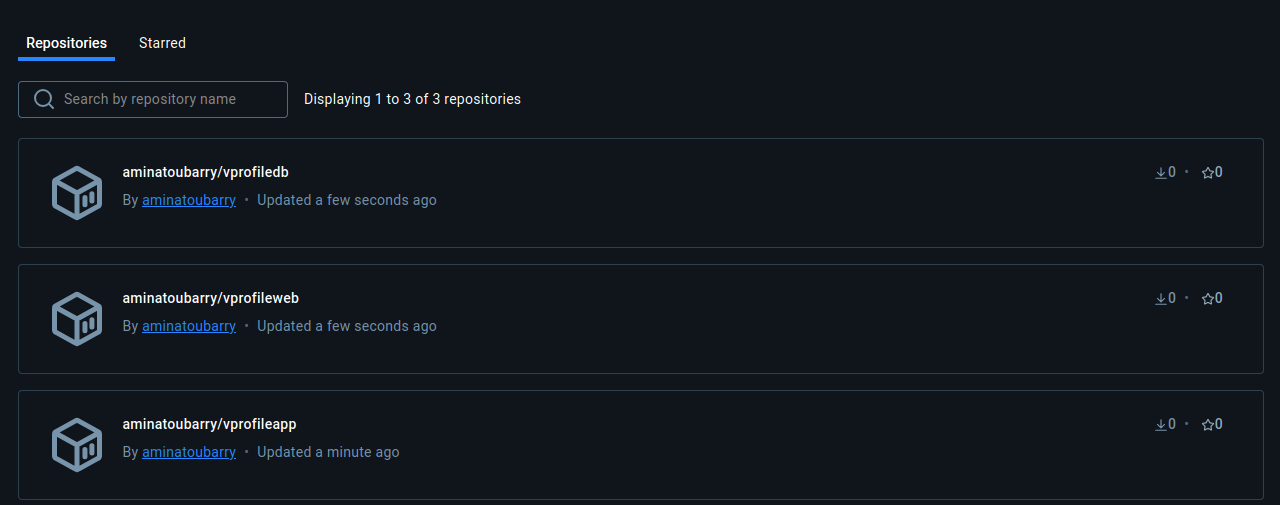 Repositories Starred
Search by repository name Displaying 1 to 3 of 3 repositories
aminatoubarry/vprofiledb 0 • 0
By aminatoubarry • Updated a few seconds ago
aminatoubarry/vprofileweb 0 • 0
By aminatoubarry • Updated a few seconds ago
aminatoubarry/vprofileapp 0 • 0
By aminatoubarry • Updated a minute ago